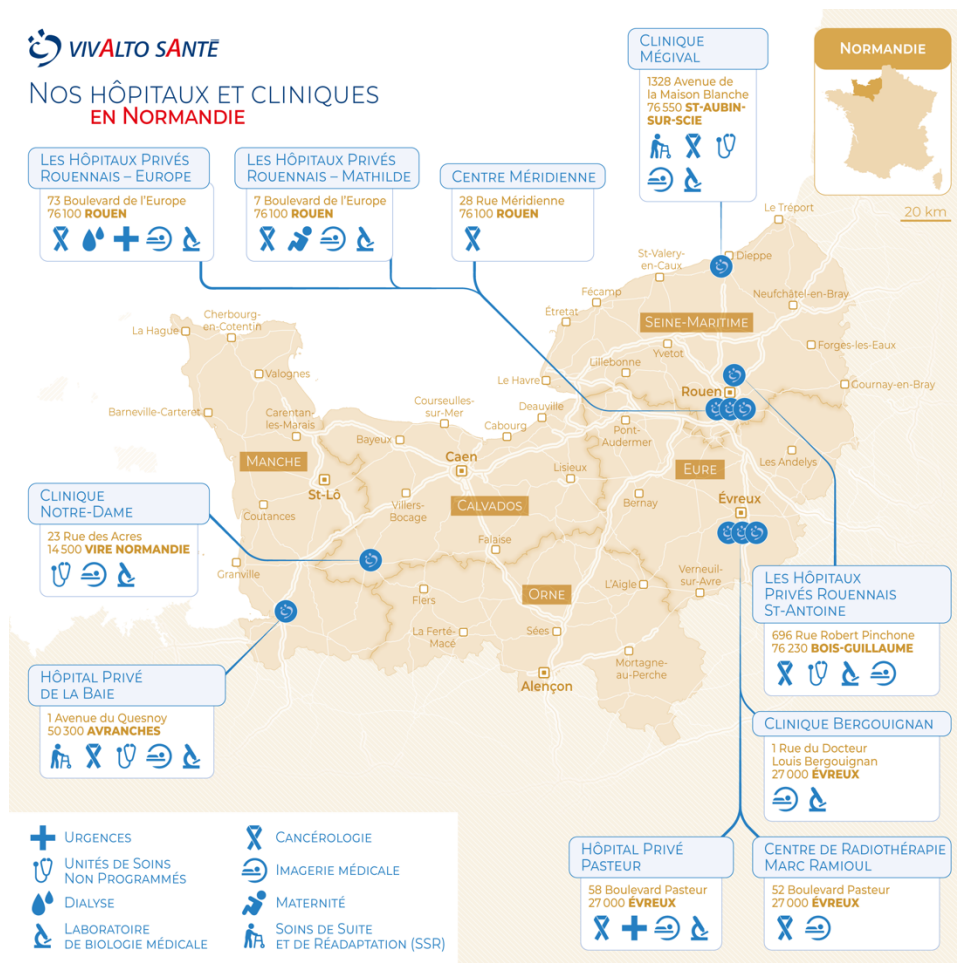 VIVALTO SANTÉ
NOS HÔPITAUX ET CLINIQUES
EN NORMANDIE
CLINIQUE
MÉGIVAL
1328 Avenue de
la Maison Blanche
76 550 ST-AUBIN-
SUR-SCIE
NORMANDIE
20 km
LES HÔPITAUX PRIVÉS
ROUENNAIS – EUROPE
73 Boulevard de l'Europe
76 100 ROUEN
LES HÔPITAUX PRIVÉS
ROUENNAIS – MATHILDE
7 Boulevard de l'Europe
76 100 ROUEN
CENTRE MÉRIDIENNE
28 Rue Méridienne
76 100 ROUEN
Le Tréport
Dieppe
St-Valery-
en-Caux
Fécamp
Neufchâtel-en-Bray
Étretat
SEINE-MARITIME
Cherbourg-
en-Cotentin
La Hague
Yvetot
Forges-les-Eaux
Lillebonne
Valognes
Le Havre
Rouen
Gournay-en-Bray
Barneville-Carteret
Carentan-
les-Marais
Courseulles-
sur-Mer
Deauville
Cabourg
Pont-
Audermer
Bayeux
Caen
MANCHE
Lisieux
EURE
Les Andelys
St-Lô
Bernay
Évreux
Coutances
Villers-
Bocage
CALVADOS
Falaise
CLINIQUE
NOTRE-DAME
23 Rue des Acres
14 500 VIRE NORMANDIE
Granville
Flers
ORNE
L'Aigle
Verneuil-
sur-Avre
La Ferté-
Macé
Sées
Mortagne-
au-Perche
Alençon
LES HÔPITAUX
PRIVÉS ROUENNAIS
ST-ANTOINE
696 Rue Robert Pinchone
76 230 BOIS-GUILLAUME
HÔPITAL PRIVÉ
DE LA BAIE
1 Avenue du Quesnoy
50 300 AVRANCHES
CLINIQUE BERGOUIGNAN
1 Rue du Docteur
Louis Bergouignan
27 000 ÉVREUX
HÔPITAL PRIVÉ
PASTEUR
58 Boulevard Pasteur
27 000 ÉVREUX
CENTRE DE RADIOTHÉRAPIE
MARC RAMIOUL
52 Boulevard Pasteur
27 000 ÉVREUX
URGENCES
UNITÉS DE SOINS
NON PROGRAMMÉS
DIALYSE
LABORATOIRE
DE BIOLOGIE MÉDICALE
CANCÉROLOGIE
IMAGERIE MÉDICALE
MATERNITÉ
SOINS DE SUITE
ET DE RÉADAPTATION (SSR)